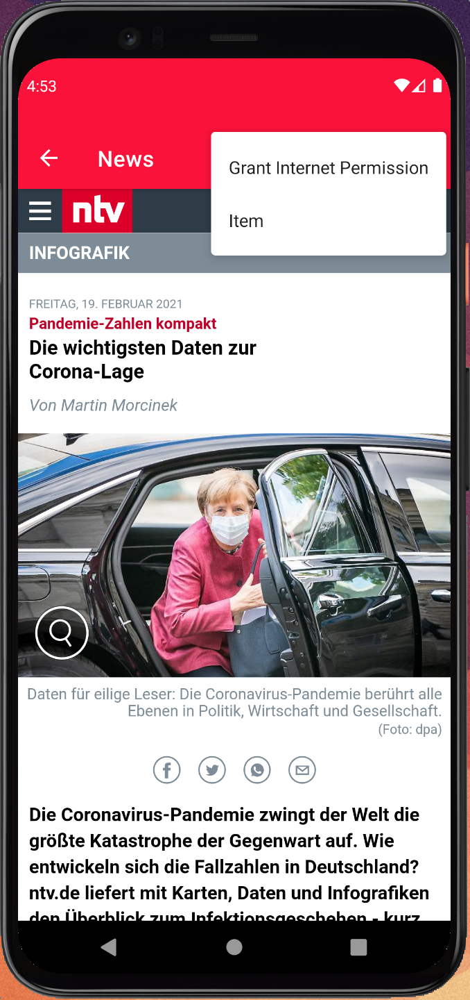 4:53
News
Grant Internet Permission
Item
ntv
INFOGRAFIK
FREITAG, 19. FEBRUAR 2021
Pandemie-Zahlen kompakt
Die wichtigsten Daten zur
Corona-Lage
Von Martin Morcinek
Daten für eilige Leser: Die Coronavirus-Pandemie berührt alle
Ebenen in Politik, Wirtschaft und Gesellschaft.
(Foto: dpa)
Die Coronavirus-Pandemie zwingt der Welt die
größte Katastrophe der Gegenwart auf. Wie
entwickeln sich die Fallzahlen in Deutschland?
ntv.de liefert mit Karten, Daten und Infografiken
den Überblick zum Infektionsgeschehen - kurz,